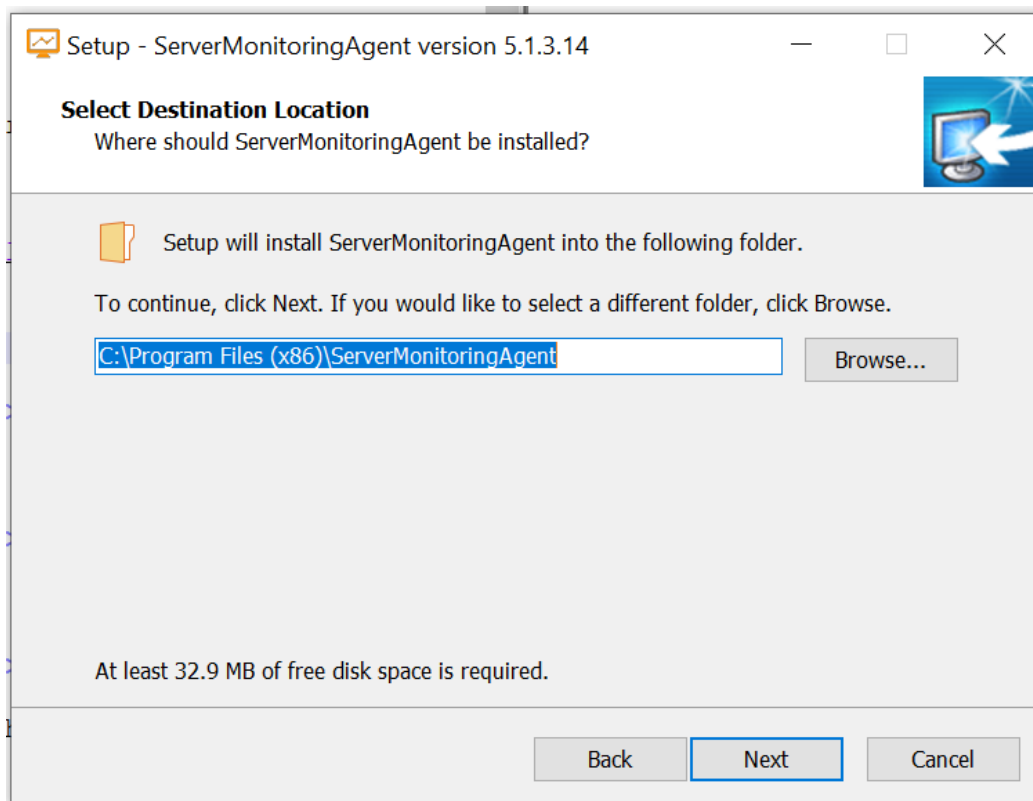 Setup - ServerMonitoringAgent version 5.1.3.14
Select Destination Location
Where should ServerMonitoringAgent be installed?
Setup will install ServerMonitoringAgent into the following folder.
To continue, click Next. If you would like to select a different folder, click Browse.
C:\Program Files (x86)\ServerMonitoringAgent
Browse...
At least 32.9 MB of free disk space is required.
Back
Next
Cancel